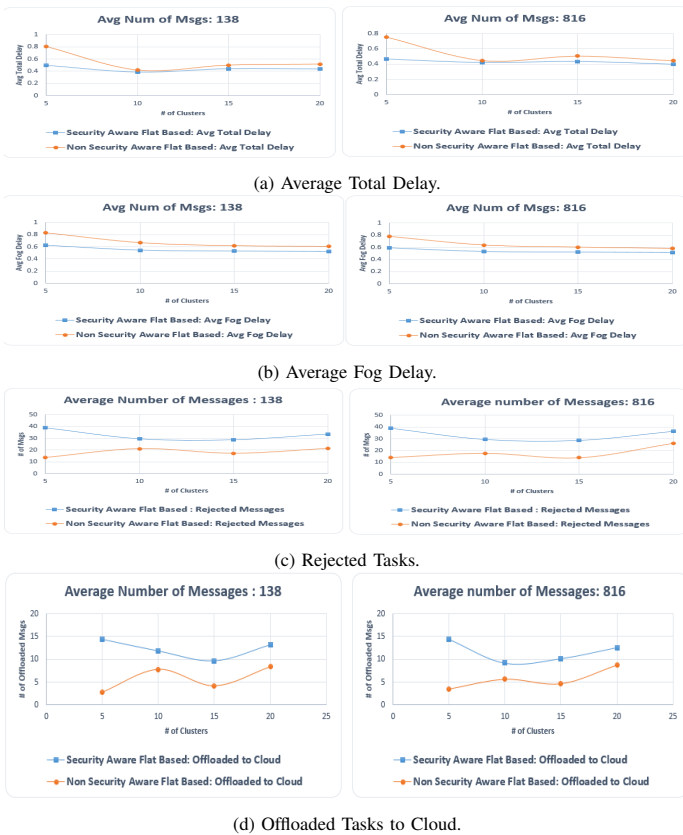 Avg Num of Msgs: 138
Avg Total Delay
1
0.8
0.6
0.4
0.2
0
5 10 15 20
# of Clusters
Security Aware Flat Based: Avg Total Delay
Non Security Aware Flat Based: Avg Total Delay
Avg Num of Msgs: 816
Avg Total Delay
0.8
0.6
0.4
0.2
0
5 10 15 20
# of Clusters
Security Aware Flat Based: Avg Total Delay
Non Security Aware Flat Based: Avg Total Delay
(a) Average Total Delay.
Avg Num of Msgs: 138
Avg Fog Delay
1
0.8
0.6
0.4
0.2
0
5 10 15 20
# of Clusters
Security Aware Flat Based: Avg Fog Delay
Non Security Aware Flat Based: Avg Fog Delay
Avg Num of Msgs: 816
Avg Fog Delay
1
0.8
0.6
0.4
0.2
0
5 10 15 20
# of Clusters
Security Aware Flat Based: Avg Fog Delay
Non Security Aware Flat Based: Avg Fog Delay
(b) Average Fog Delay.
Average Number of Messages : 138
# of Msgs
50
40
30
20
10
0
5 10 15 20
# of Clusters
Security Aware Flat Based : Rejected Messages
Non Security Aware Flat Based: Rejected Messages
Average number of Messages: 816
# of Msgs
50
40
30
20
10
0
5 10 15 20
# of Clusters
Security Aware Flat Based : Rejected Messages
Non Security Aware Flat Based: Rejected Messages
(c) Rejected Tasks.
Average Number of Messages : 138
# of Offloaded Msgs
20
15
10
5
0
0 5 10 15 20 25
# of Clusters
Security Aware Flat Based: Offloaded to Cloud
Non Security Aware Flat Based: Offloaded to Cloud
Average number of Messages: 816
# of Offloaded Msgs
20
15
10
5
0
0 5 10 15 20 25
# of Clusters
Security Aware Flat Based: Offloaded to Cloud
Non Security Aware Flat Based: Offloaded to Cloud
(d) Offloaded Tasks to Cloud.